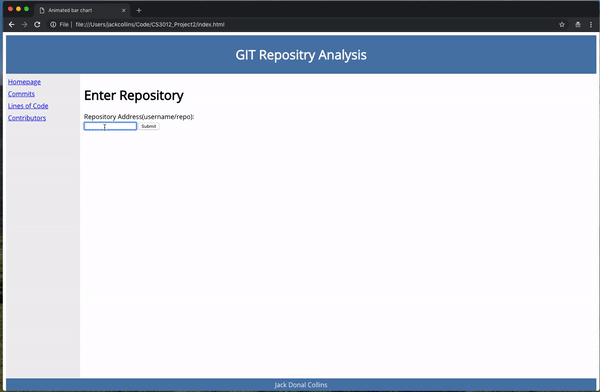 Animated bar chart
File | file:///Users/jackcollins/Code/CS3012_Project2/index.html
GIT Repositry Analysis
Homepage
Commits
Lines of Code
Contributors
Enter Repository
Repository Address(username/repo):
Submit
Jack Donal Collins